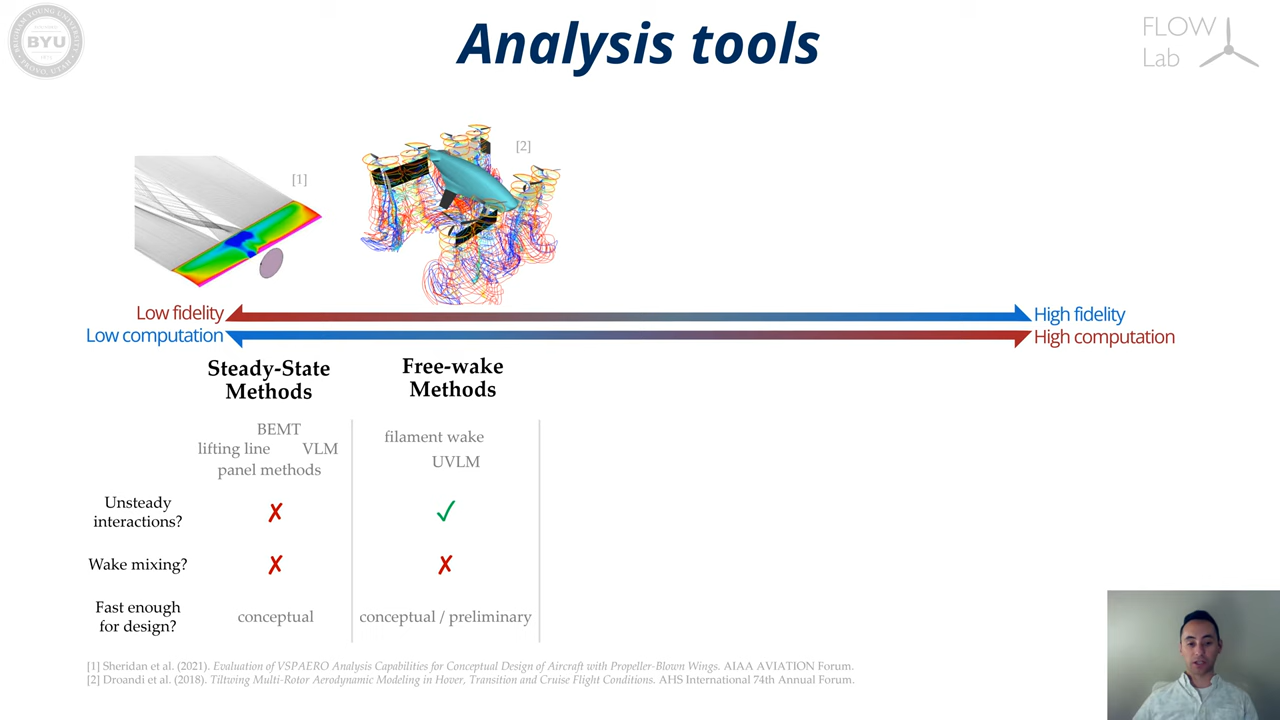 BYU
Analysis tools
FLOW
Lab
[1]
[2]
Low fidelity
High fidelity
Low computation
High computation
Steady-State
Methods
Free-wake
Methods
BEMT
lifting line VLM
panel methods
filament wake
UVLM
Unsteady
interactions?
✗
✓
Wake mixing?
✗
✗
Fast enough
for design?
conceptual
conceptual / preliminary
[1] Sheridan et al. (2021). Evaluation of VSPAERO Analysis Capabilities for Conceptual Design of Aircraft with Propeller-Blown Wings. AIAA AVIATION Forum.
[2] Droandi et al. (2018). Tiltwing Multi-Rotor Aerodynamic Modeling in Hover, Transition and Cruise Flight Conditions. AHS International 74th Annual Forum.